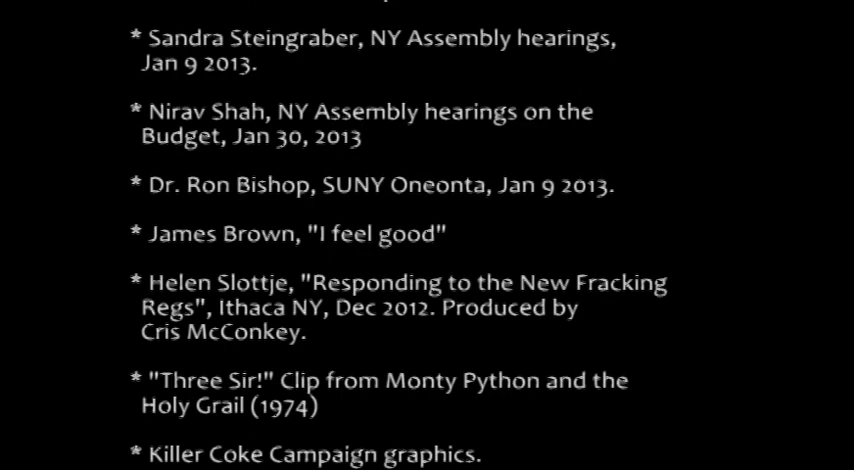 * Sandra Steingraber, NY Assembly hearings,
Jan 9 2013.
* Nirav Shah, NY Assembly hearings on the
Budget, Jan 30, 2013
* Dr. Ron Bishop, SUNY Oneonta, Jan 9 2013.
* James Brown, "I feel good"
* Helen Slottje, "Responding to the New Fracking
Regs", Ithaca NY, Dec 2012. Produced by
Cris McConkey.
* "Three Sir!" Clip from Monty Python and the
Holy Grail (1974)
* Killer Coke Campaign graphics.